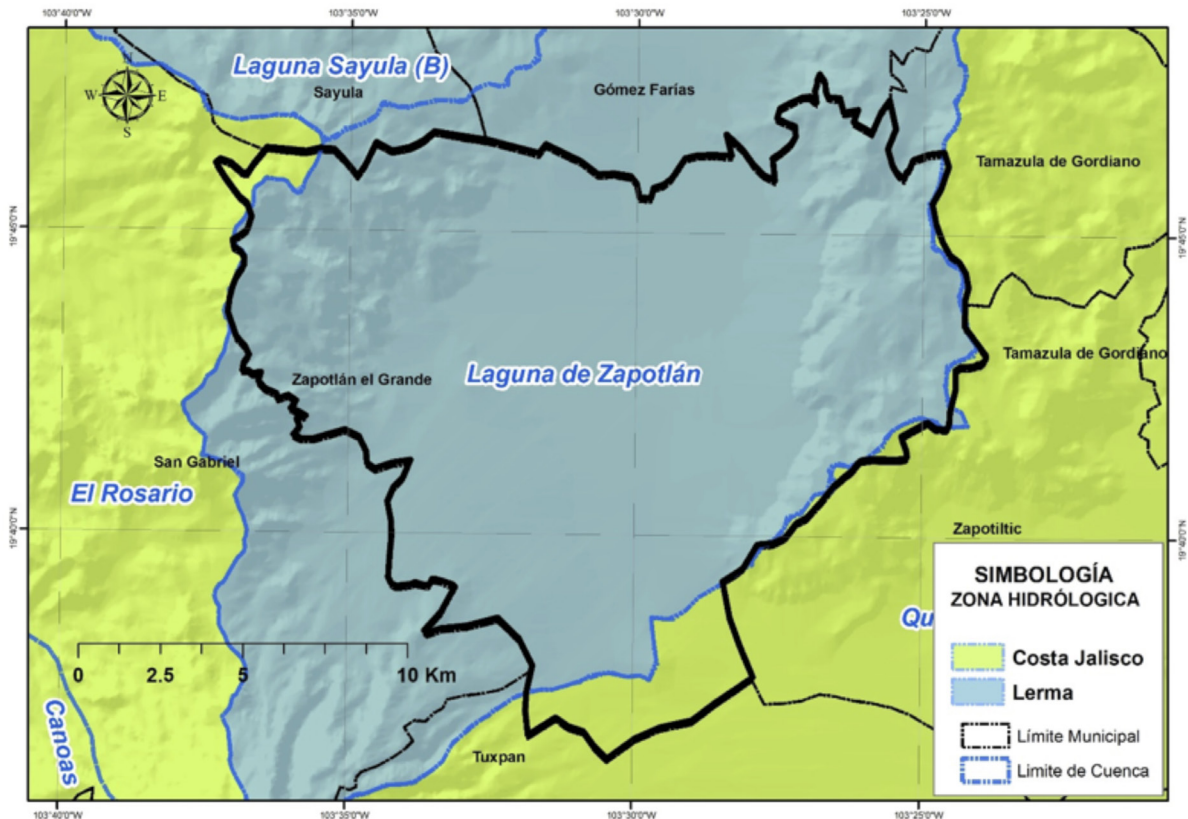 103°40'0"W 103°35'0"W 103°30'0"W 103°25'0"W
Laguna Sayula (B)
Sayula
Gómez Farías
N
W E
S
Tamazula de Gordiano
19°45'0"N
19°45'0"N
Tamazula de Gordiano
Zapotlán el Grande
Laguna de Zapotlán
San Gabriel
El Rosario
19°40'0"N
19°40'0"N
Zapotiltic
Qu
SIMBOLOGÍA
ZONA HIDRÓLOGICA
Costa Jalisco
Lerma
Límite Municipal
Limite de Cuenca
0 2.5 5 10 Km
Canoas
Tuxpan
103°40'0"W 103°35'0"W 103°30'0"W 103°25'0"W